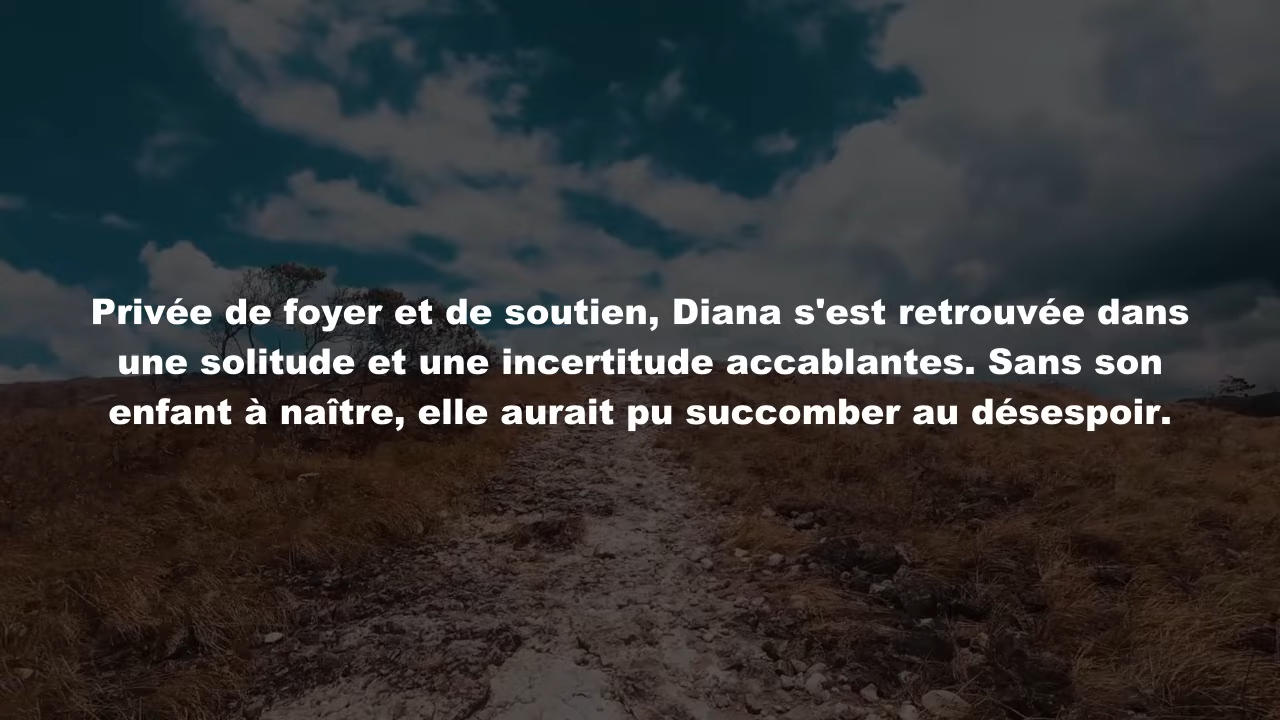 Privée de foyer et de soutien, Diana s'est retrouvée dans
une solitude et une incertitude accablantes. Sans son
enfant à naître, elle aurait pu succomber au désespoir.